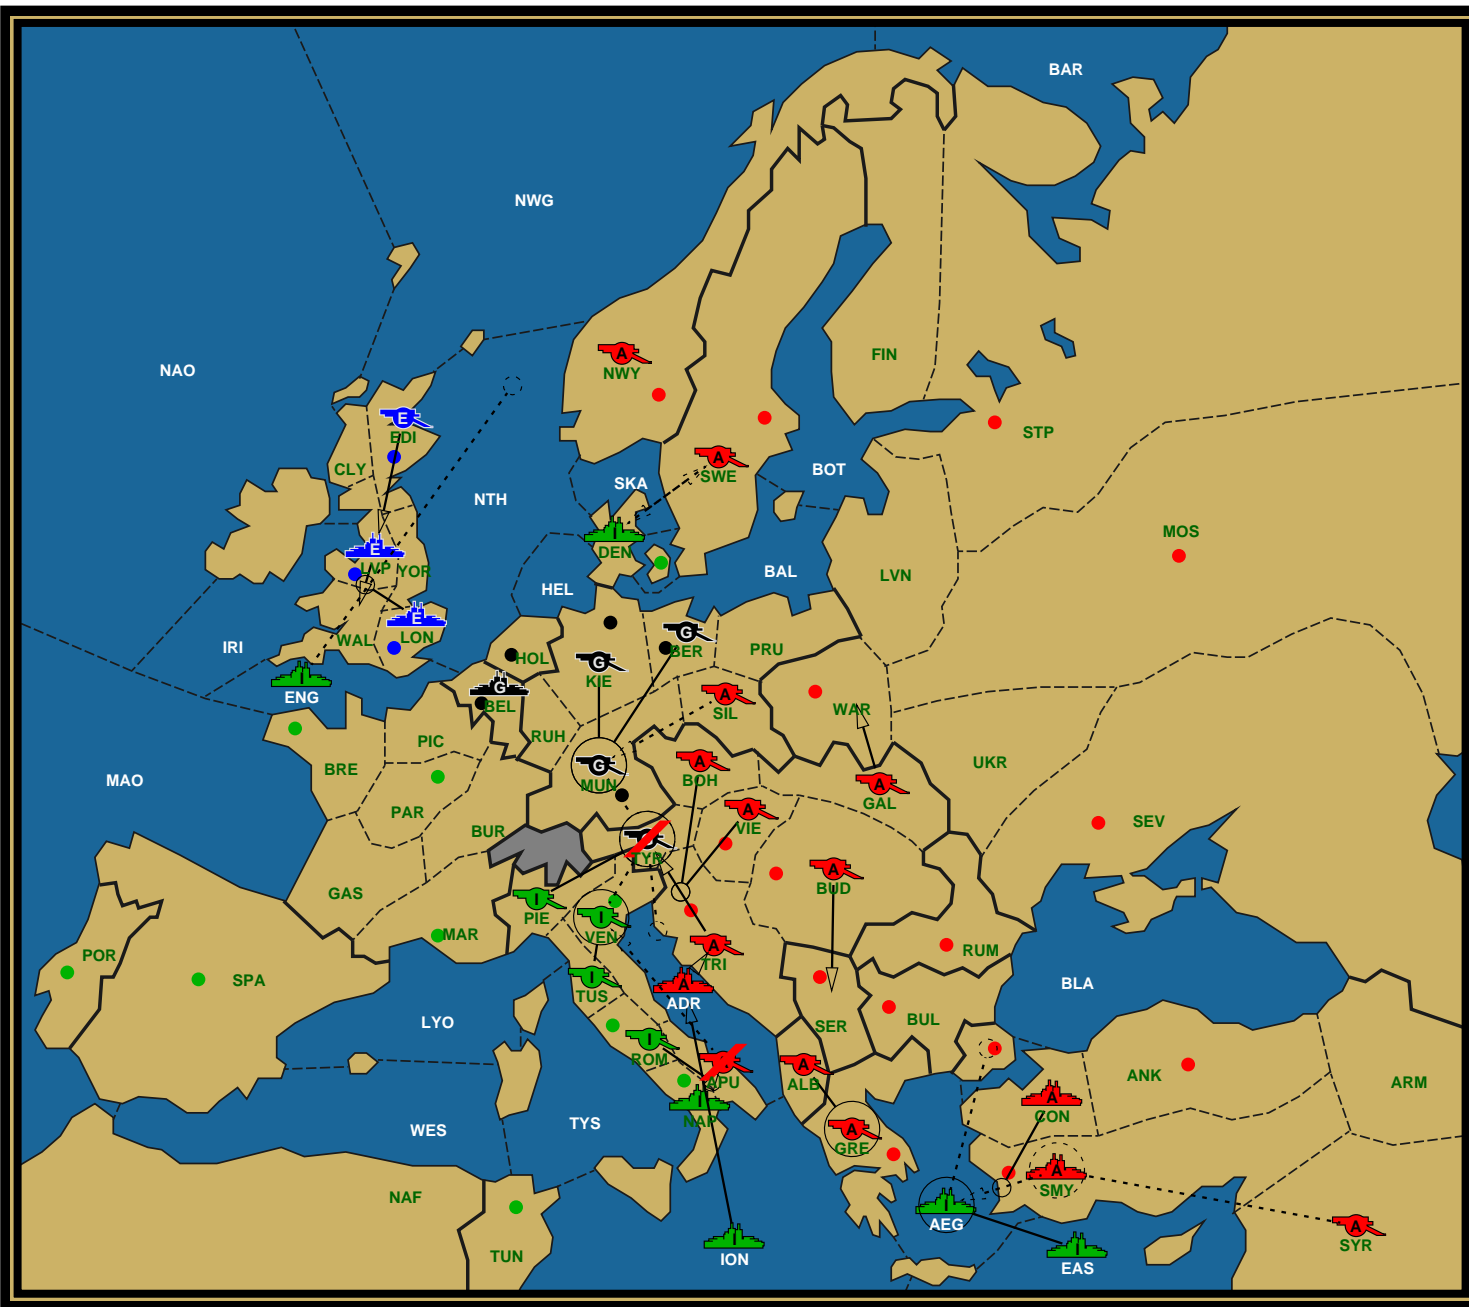 BAR
NWG
NAO
FIN
A
NWY
E
EDI
STP
CLY
A
SWE
SKA
BOT
NTH
MOS
I
DEN
E
LVP
YOR
HEL
BAL
LVN
IRI
WAL
E
LON
G
BER
PRU
HOL
G
KIE
I
ENG
G
BEL
A
SIL
WAR
RUH
PIC
BRE
G
MUN
A
BOH
UKR
MAO
A
GAL
PAR
BUR
A
VIE
SEV
TYR
A
BUD
GAS
I
PIE
I
VEN
MAR
A
TRI
RUM
POR
SPA
I
TUS
A
ADR
BLA
LYO
SER
BUL
I
ROM
A
APU
A
ALB
ANK
ARM
I
NAP
A
CON
WES
TYS
A
GRE
NAF
A
SMY
I
AEG
A
SYR
TUN
I
ION
I
EAS